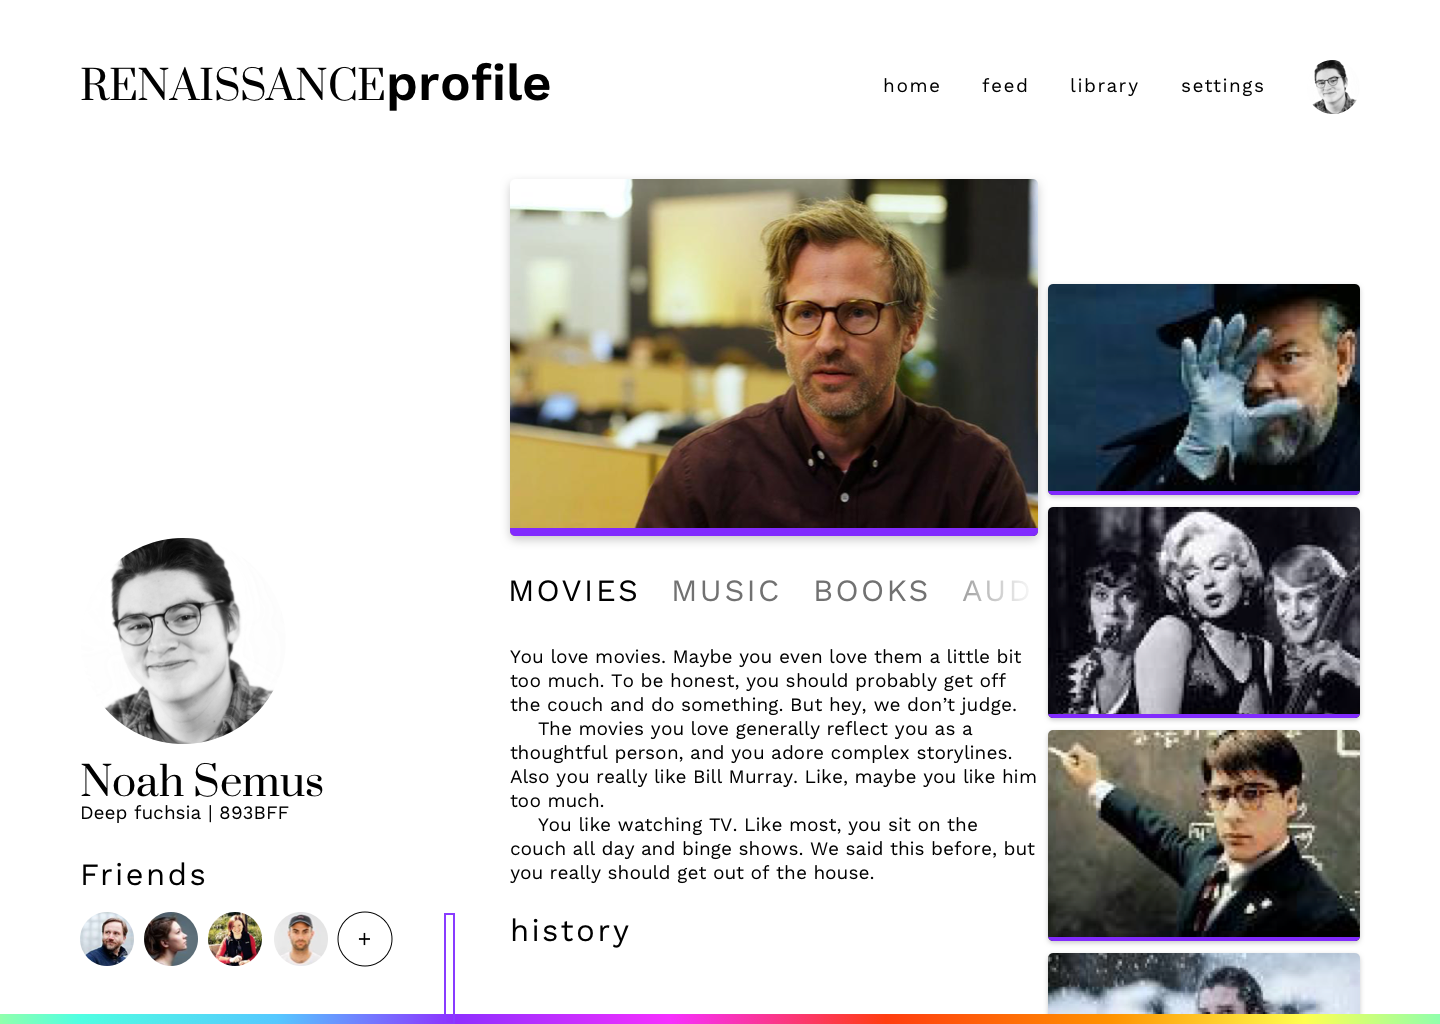 RENAISSANCEprofile
home feed library settings
MOVIES MUSIC BOOKS AUD
You love movies. Maybe you even love them a little bit
too much. To be honest, you should probably get off
the couch and do something. But hey, we don’t judge.
The movies you love generally reflect you as a
thoughtful person, and you adore complex storylines.
Also you really like Bill Murray. Like, maybe you like him
too much.
You like watching TV. Like most, you sit on the
couch all day and binge shows. We said this before, but
you really should get out of the house.
history
Noah Semus
Deep fuchsia | 893BFF
Friends
+